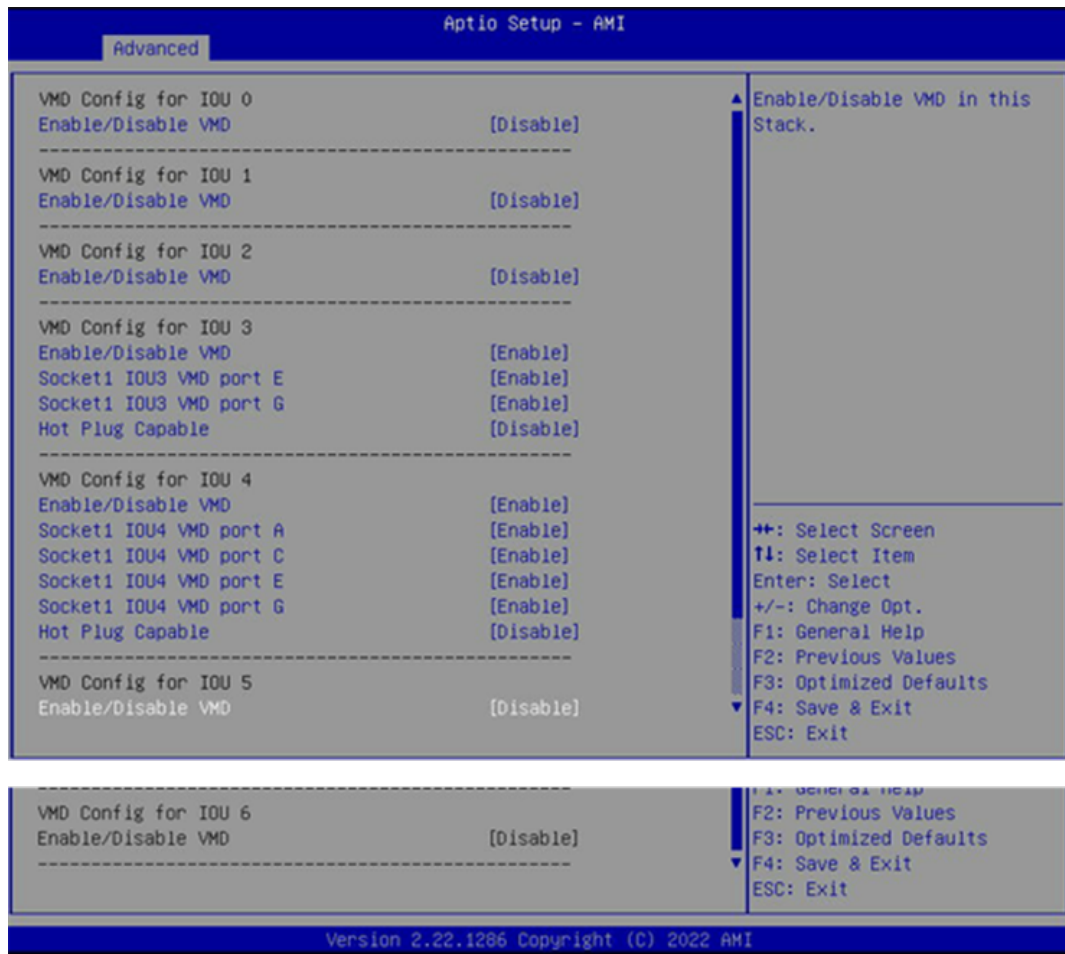 Aptio Setup - AMI
Advanced
VMD Config for IOU 0
Enable/Disable VMD [Disable]
--------------------------------------------------------
VMD Config for IOU 1
Enable/Disable VMD [Disable]
--------------------------------------------------------
VMD Config for IOU 2
Enable/Disable VMD [Disable]
--------------------------------------------------------
VMD Config for IOU 3
Enable/Disable VMD [Enable]
Socket1 IOU3 VMD port E [Enable]
Socket1 IOU3 VMD port G [Enable]
Hot Plug Capable [Disable]
--------------------------------------------------------
VMD Config for IOU 4
Enable/Disable VMD [Enable]
Socket1 IOU4 VMD port A [Enable]
Socket1 IOU4 VMD port C [Enable]
Socket1 IOU4 VMD port E [Enable]
Socket1 IOU4 VMD port G [Enable]
Hot Plug Capable [Disable]
--------------------------------------------------------
VMD Config for IOU 5
Enable/Disable VMD [Disable]
Enable/Disable VMD in this
Stack.
→←: Select Screen
↑↓: Select Item
Enter: Select
+/-: Change Opt.
F1: General Help
F2: Previous Values
F3: Optimized Defaults
F4: Save & Exit
ESC: Exit
--------------------------------------------------------
VMD Config for IOU 6
Enable/Disable VMD [Disable]
--------------------------------------------------------
F1: General Help
F2: Previous Values
F3: Optimized Defaults
F4: Save & Exit
ESC: Exit
Version 2.22.1286 Copyright (C) 2022 AMI